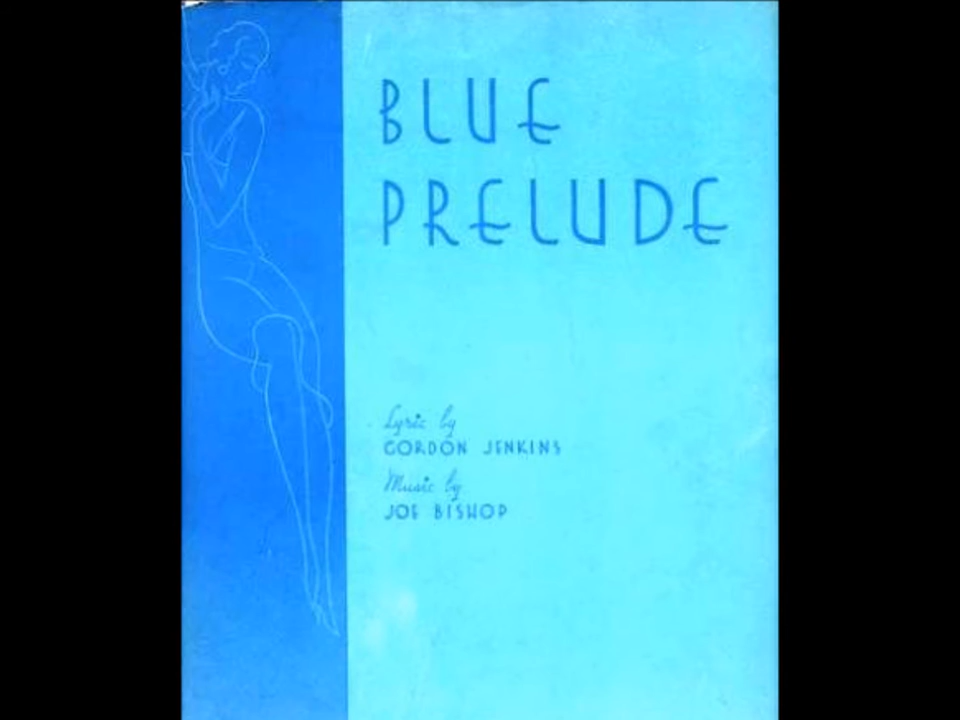 BLUE
PRELUDE
Lyric by
GORDON JENKINS
Music by
JOE BISHOP